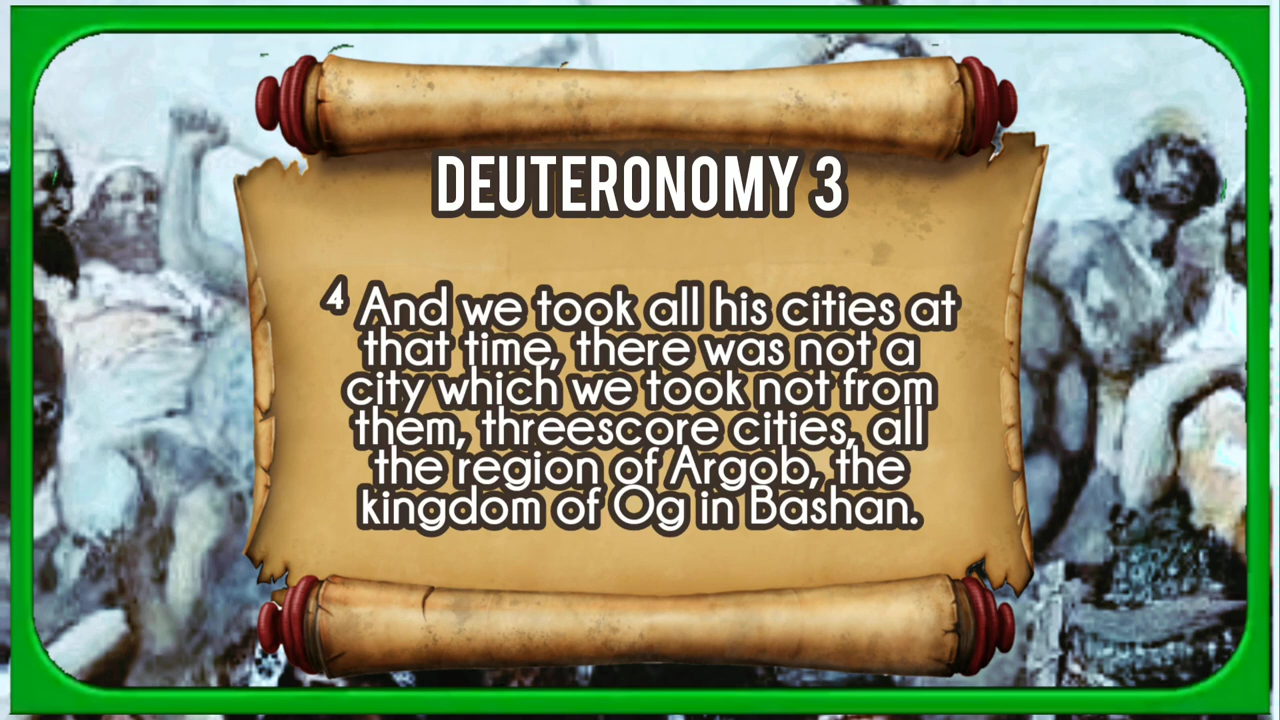 DEUTERONOMY 3
4 And we took all his cities at
that time, there was not a
city which we took not from
them, threescore cities, all
the region of Argob, the
kingdom of Og in Bashan.